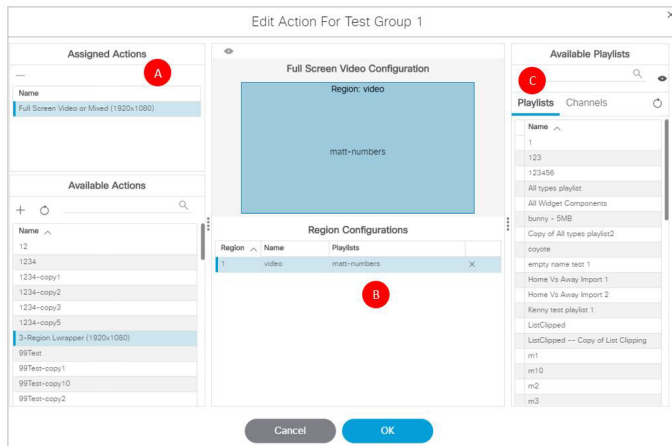 Edit Action For Test Group 1
Assigned Actions
A
Name
Full Screen Video or Mixed (1920x1080)
Available Actions
Name
12
1234
1234-copy1
1234-copy2
1234-copy3
1234-copy5
3-Region Lwrapper (1920x1080)
99Test
99Test-copy1
99Test-copy10
99Test-copy2
Full Screen Video Configuration
Region: video
matt-numbers
Region Configurations
Region Name Playlists
1 video matt-numbers
B
Available Playlists
C
Playlists Channels
Name
1
123
123456
All types playlist
All Widget Components
bunny - 5MB
Copy of All types playlist2
coyote
empty name test 1
Home Vs Away Import 1
Home Vs Away Import 2
Kenny test playlist 1
ListClipped
ListClipped -- Copy of List Clipping
m1
m10
m2
m3
Cancel OK